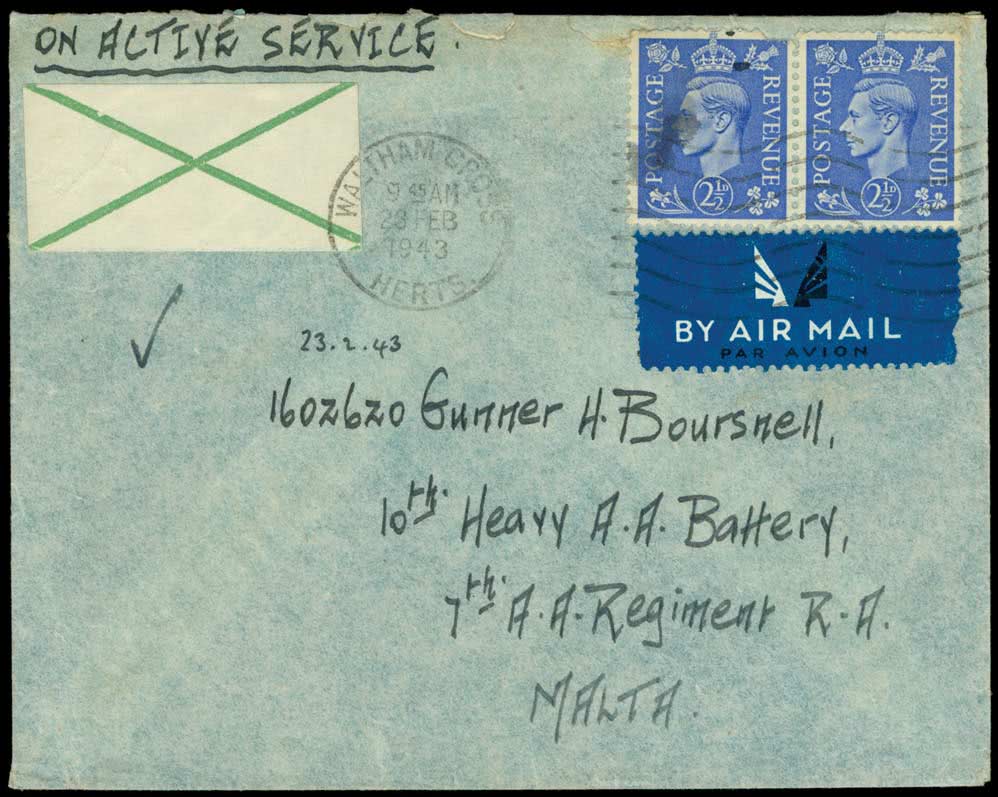 ON ACTIVE SERVICE.
POSTAGE REVENUE
2½D
POSTAGE REVENUE
2½D
WALTHAM CROSS
9 45 AM
23 FEB
1943
HERTS.
BY AIR MAIL
PAR AVION
23.2.43
1602620 Gunner H. Boursnell,
10th. Heavy A.A. Battery,
7th. A.A. Regiment R.A.
MALTA.